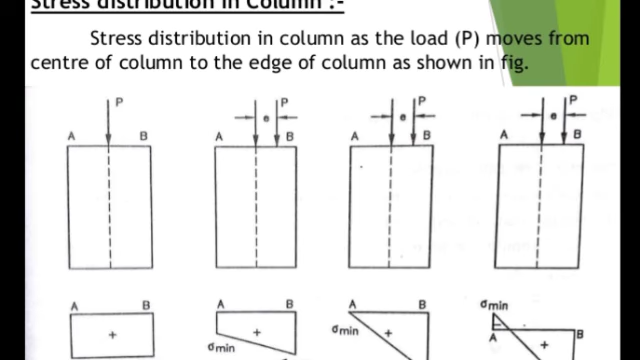 Stress distribution in Column :-
Stress distribution in column as the load (P) moves from
centre of column to the edge of column as shown in fig.
P P P P
e e e
A B A B A B A B
A B A B A B σmin
+ σmin + σmin + A + B